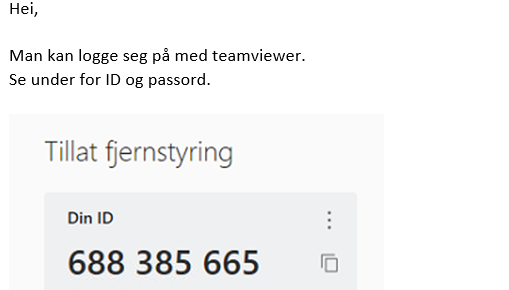 Hei,
Man kan logge seg på med teamviewer.
Se under for ID og passord.
Tillat fjernstyring
Din ID
688 385 665